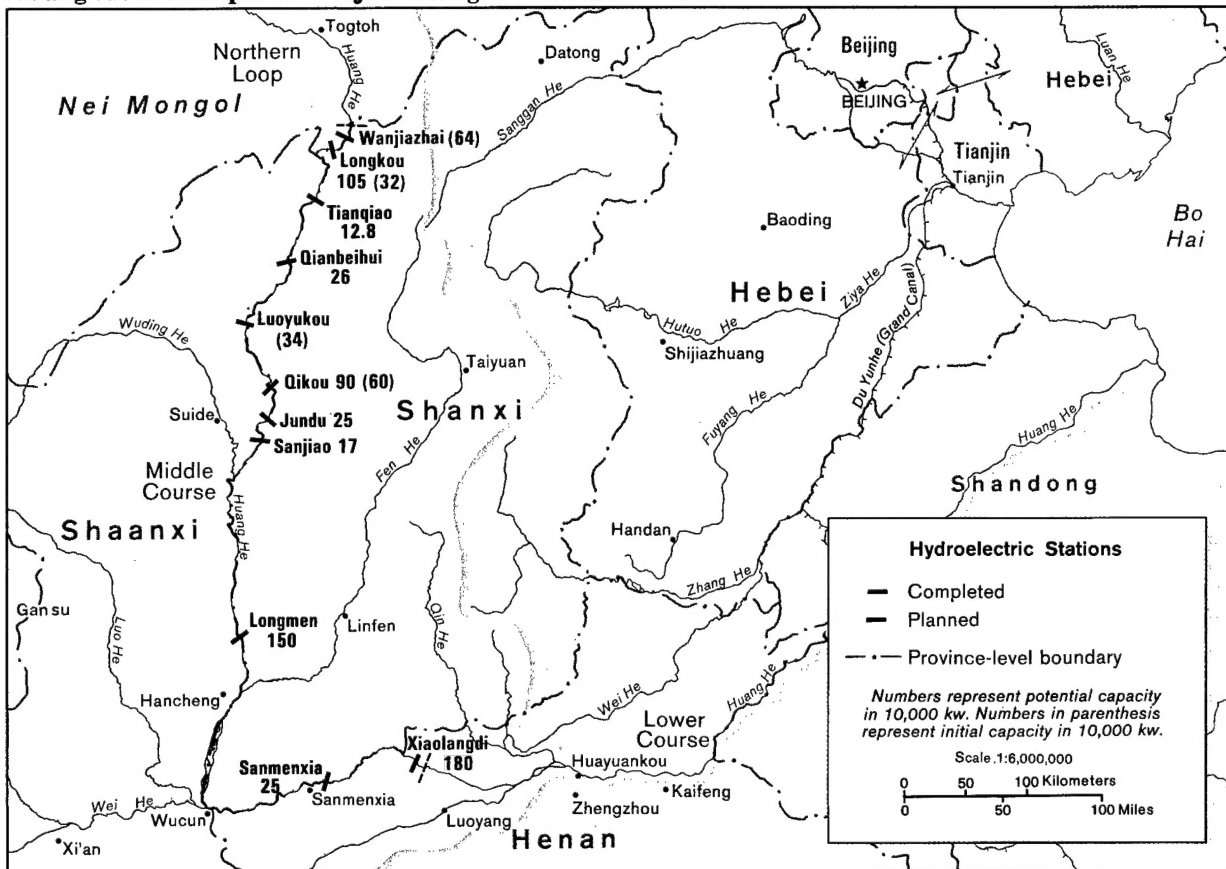 Togtoh
Northern
Loop
Huang He
Datong
Beijing
BEIJING
Luan He
Hebei
Nei Mongol
Sanggan He
Wanjiazhai (64)
Longkou
105 (32)
Tianjin
Tianjin
Tianqiao
12.8
Baoding
Bo
Hai
Qianbeihui
26
Hebei
Ziya He
Luoyukou
(34)
Wuding He
Hutuo He
Shijiazhuang
Du Yunhe (Grand Canal)
Taiyuan
Qikou 90 (60)
Shanxi
Suide
Jundu 25
Sanjiao 17
Fuyang He
Huang He
Fen He
Middle
Course
Shandong
Huang He
Shaanxi
Handan
Zhang He
Gansu
Luo He
Longmen
150
Linfen
Qin He
Hancheng
Wei He
Huang He
Lower
Course
Xiaolangdi
180
Sanmenxia
25
Sanmenxia
Huayuankou
Zhengzhou
Kaifeng
Wei He
Wucun
Luoyang
Xi'an
Henan
Hydroelectric Stations
Completed
Planned
Province-level boundary
Numbers represent potential capacity
in 10,000 kw. Numbers in parenthesis
represent initial capacity in 10,000 kw.
Scale 1:6,000,000
0 50 100 Kilometers
0 50 100 Miles